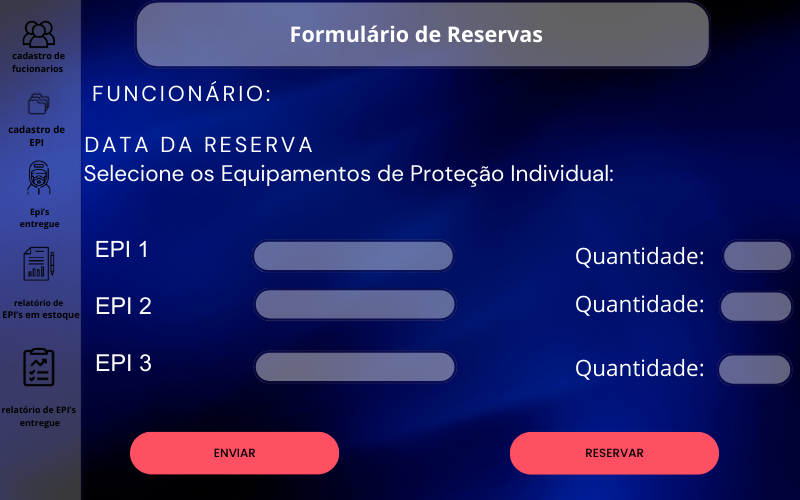 Formulário de Reservas
cadastro de
fucionarios
cadastro de
EPI
Epi's
entregue
relatório de
EPI's em estoque
relatório de EPI's
entregue
FUNCIONÁRIO:
DATA DA RESERVA
Selecione os Equipamentos de Proteção Individual:
EPI 1
Quantidade:
EPI 2
Quantidade:
EPI 3
Quantidade:
ENVIAR
RESERVAR